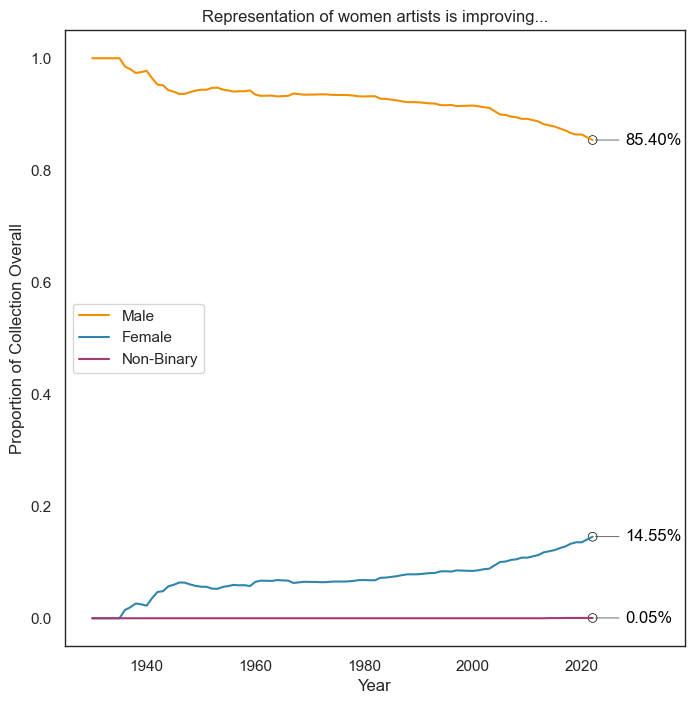 Representation of women artists is improving...
1.0
85.40%
0.8
0.6
Proportion of Collection Overall
Male
Female
Non-Binary
0.4
0.2
14.55%
0.0
0.05%
1940 1960 1980 2000 2020
Year